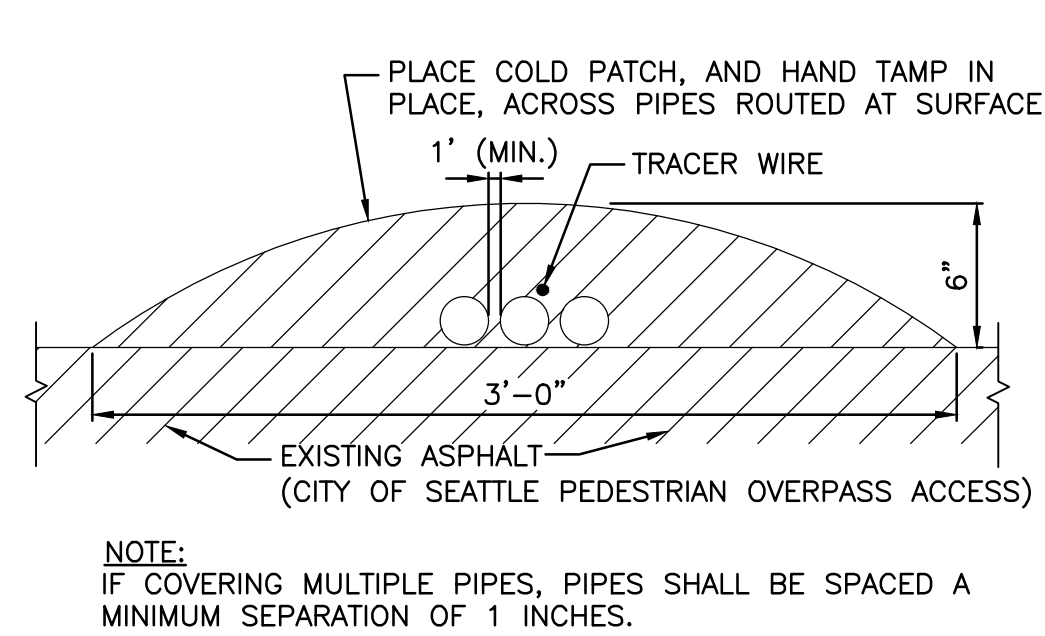 PLACE COLD PATCH, AND HAND TAMP IN
PLACE, ACROSS PIPES ROUTED AT SURFACE
1' (MIN.)
TRACER WIRE
6"
3'-0"
EXISTING ASPHALT
(CITY OF SEATTLE PEDESTRIAN OVERPASS ACCESS)
NOTE:
IF COVERING MULTIPLE PIPES, PIPES SHALL BE SPACED A
MINIMUM SEPARATION OF 1 INCHES.